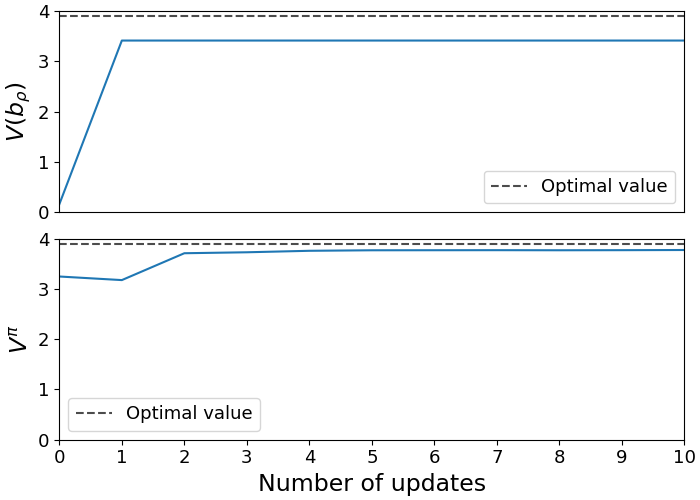 4
3
2
1
0
V(b_ρ)
Optimal value
4
3
2
1
0
V^π
Optimal value
0 1 2 3 4 5 6 7 8 9 10
Number of updates